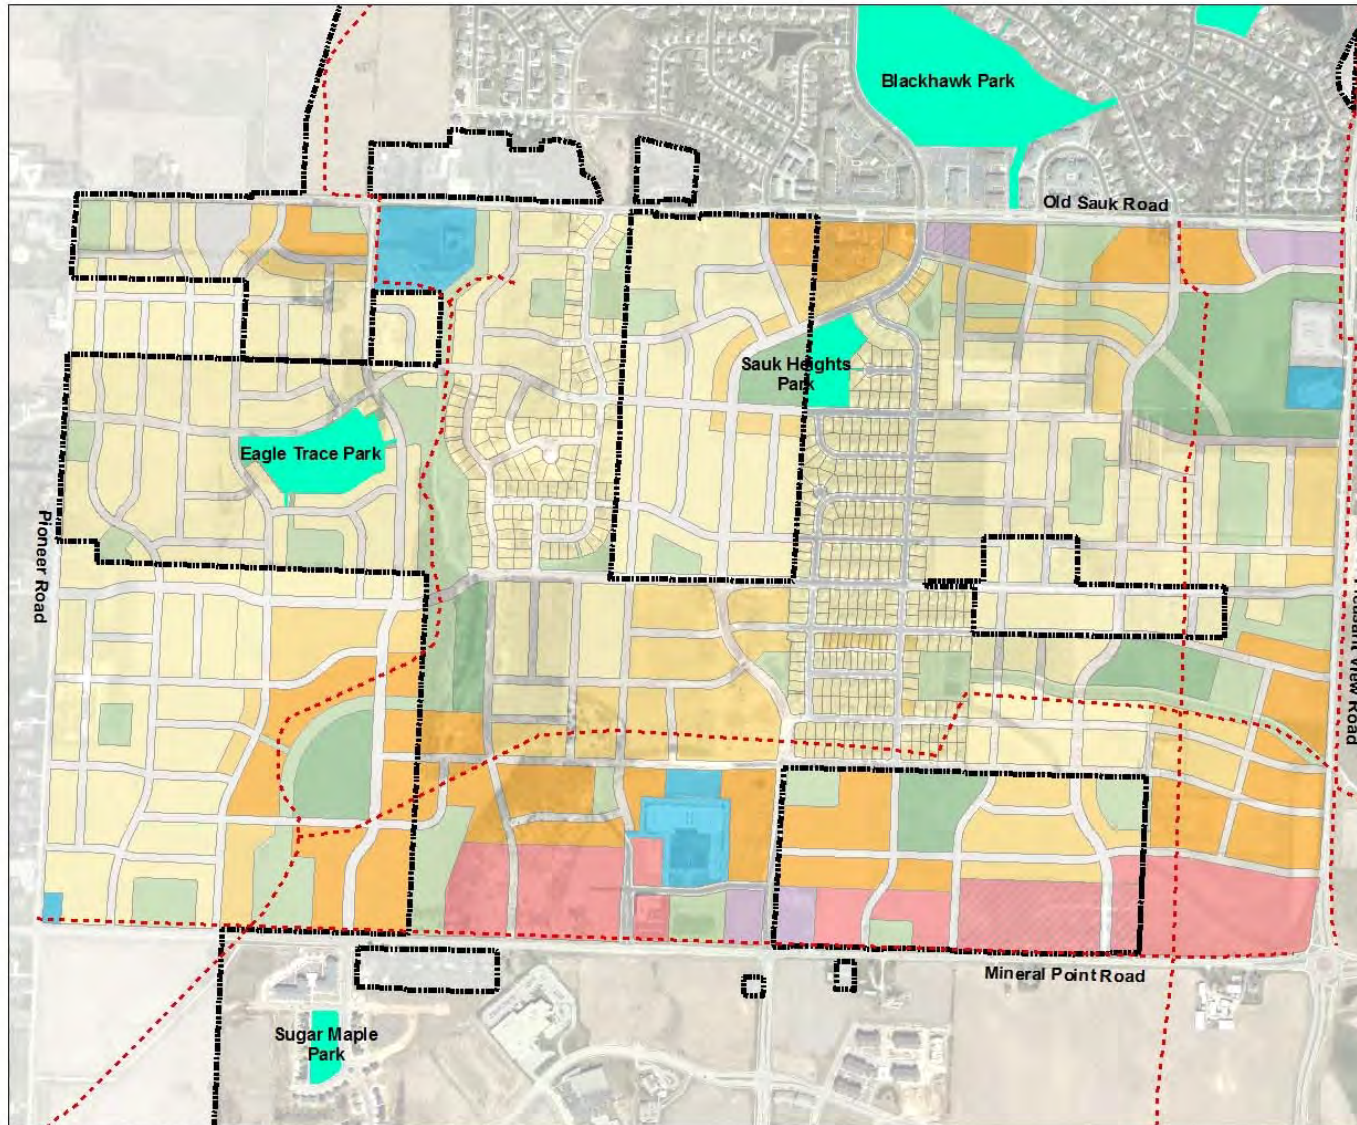 Blackhawk Park
Old Sauk Road
Sauk Heights
Park
Eagle Trace Park
Pioneer Road
View Road
Mineral Point Road
Sugar Maple
Park